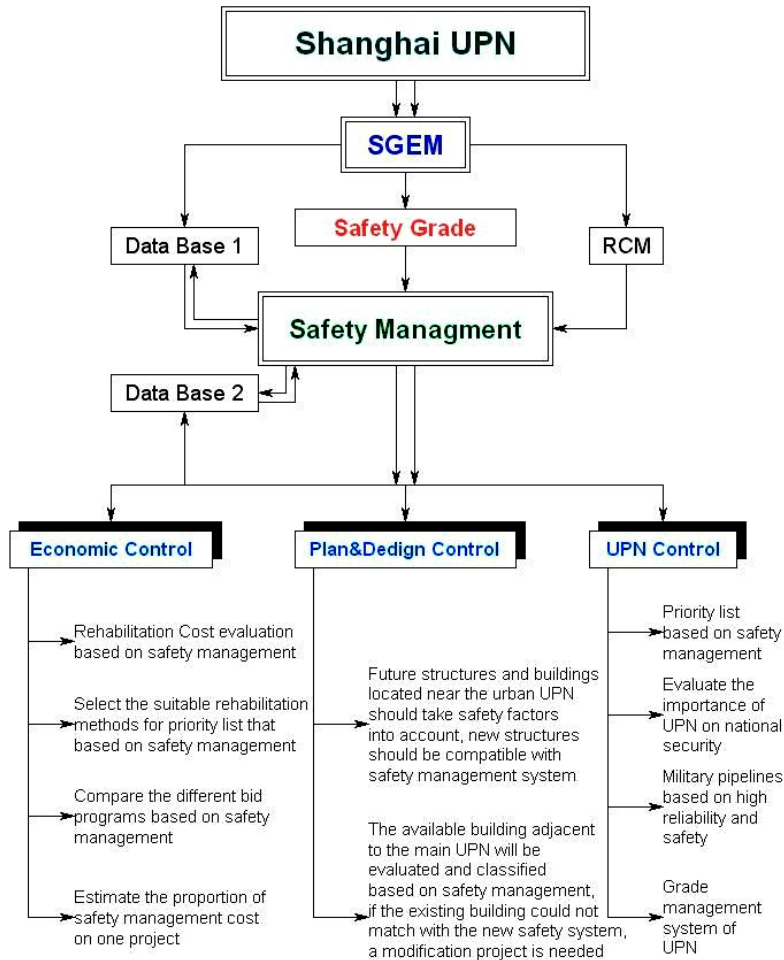 Shanghai UPN
SGEM
Safety Grade
Data Base 1
RCM
Safety Managment
Data Base 2
Economic Control
Plan&Dedign Control
UPN Control
Rehabilitation Cost evaluation
based on safety management
Select the suitable rehabilitation
methods for priority list that
based on safety management
Compare the different bid
programs based on safety
management
Estimate the proportion of
safety management cost
on one project
Future structures and buildings
located near the urban UPN
should take safety factors
into account, new structures
should be compatible with
safety management system
The available building adjacent
to the main UPN will be
evaluated and classified
based on safety management,
if the existing building could not
match with the new safety system,
a modification project is needed
Priority list
based on safety
management
Evaluate the
importance of
UPN on national
security
Military pipelines
based on high
reliability and
safety
Grade
management
system of
UPN